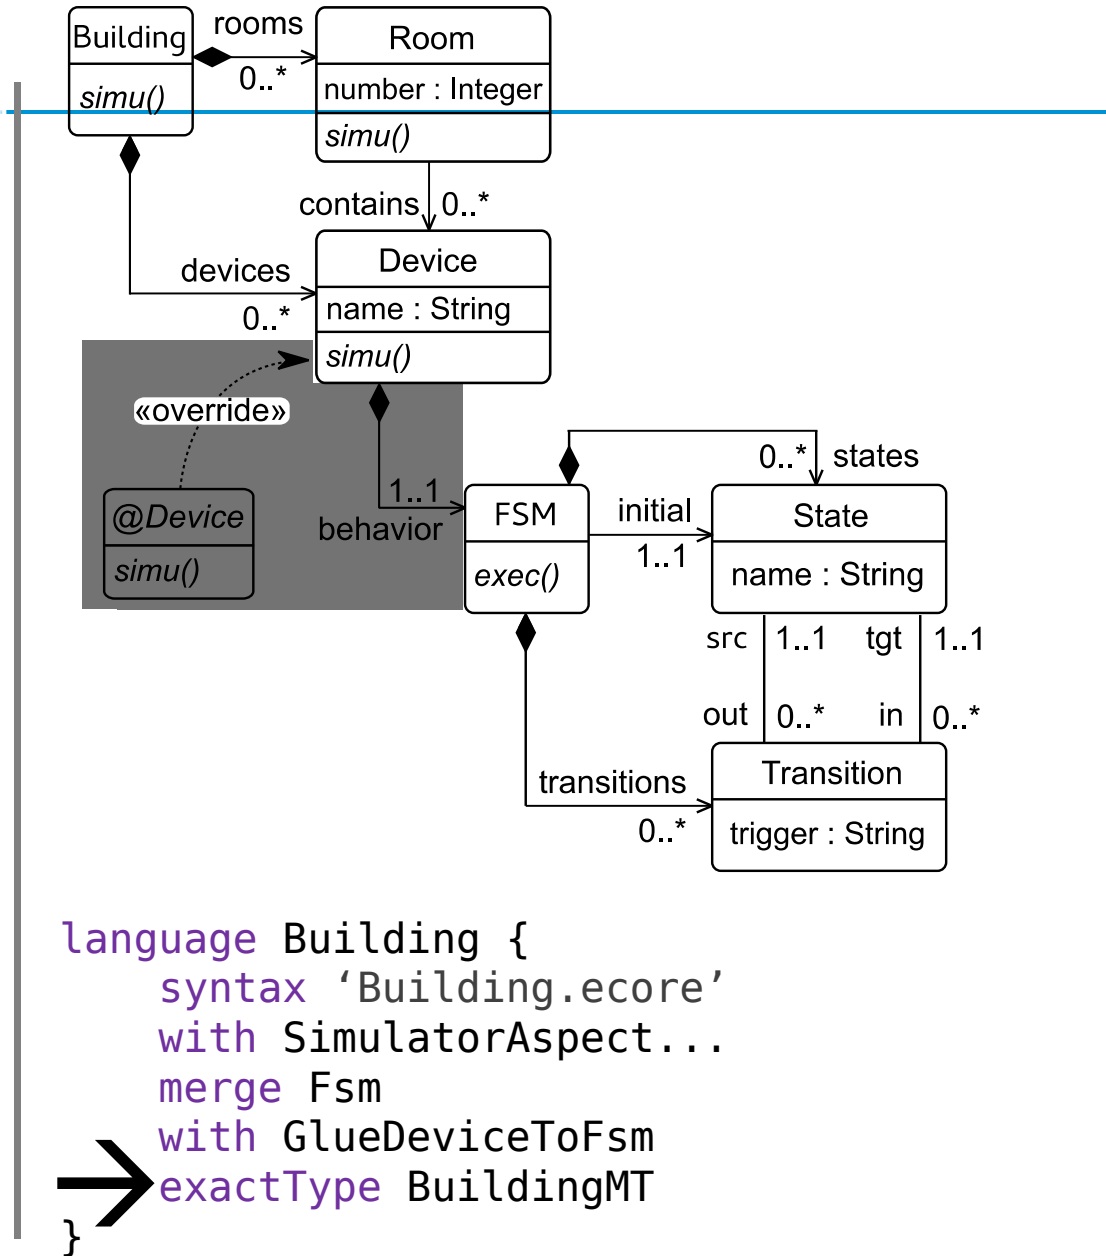 Building
simu()
rooms
0..*
Room
number : Integer
simu()
contains
0..*
devices
0..*
Device
name : String
simu()
«override»
@Device
simu()
1..1
behavior
FSM
exec()
0..*
states
initial
1..1
State
name : String
src
1..1
tgt
1..1
out
0..*
in
0..*
transitions
0..*
Transition
trigger : String
language Building {
syntax ‘Building.ecore’
with SimulatorAspect...
merge Fsm
with GlueDeviceToFsm
exactType BuildingMT
}